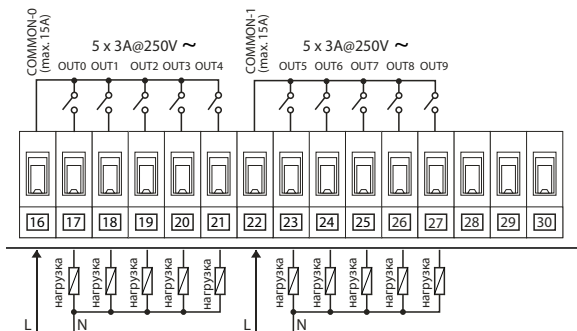 COMMON-0
(max. 15A)
5 x 3A@250V ~
OUT0 OUT1 OUT2 OUT3 OUT4
COMMON-1
(max. 15A)
5 x 3A@250V ~
OUT5 OUT6 OUT7 OUT8 OUT9
16 17 18 19 20 21 22 23 24 25 26 27 28 29 30
нагрузка
нагрузка
нагрузка
нагрузка
нагрузка
нагрузка
нагрузка
нагрузка
нагрузка
нагрузка
L N L N